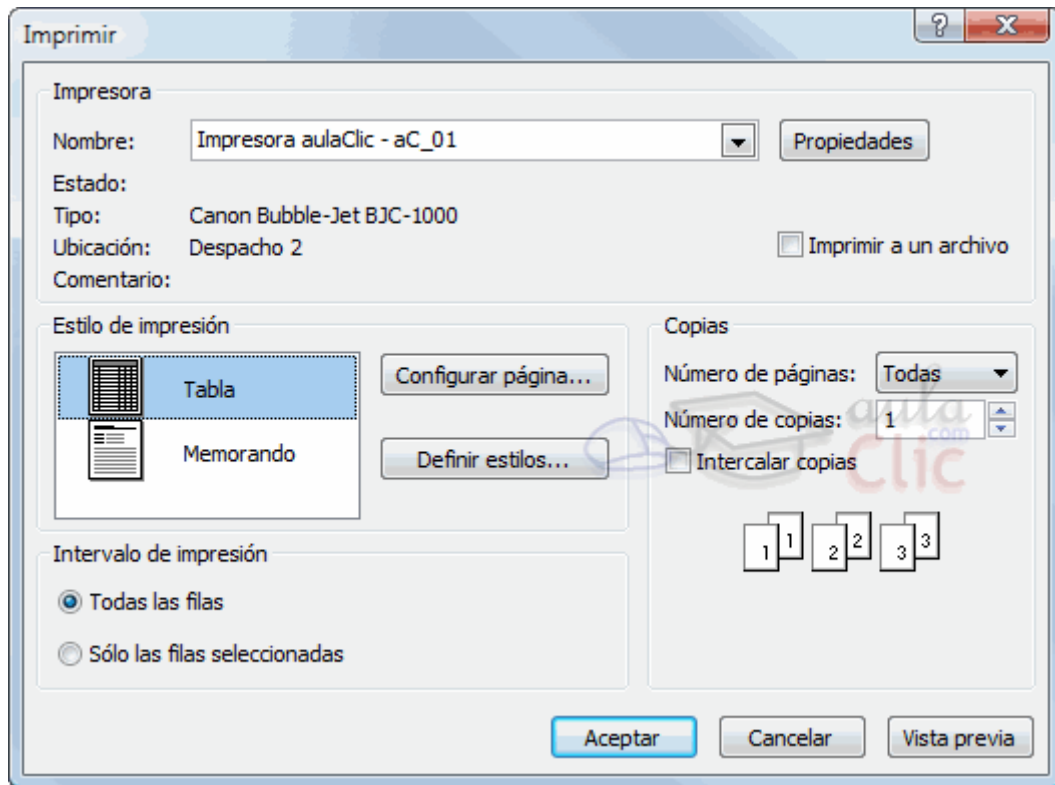 Imprimir
?
Impresora
Nombre:
Impresora aulaClic - aC_01
Propiedades
Estado:
Tipo:
Canon Bubble-Jet BJC-1000
Ubicación:
Despacho 2
Imprimir a un archivo
Comentario:
Estilo de impresión
Tabla
Configurar página...
Memorando
Definir estilos...
Copias
Número de páginas:
Todas
Número de copias:
1
aula
.com
Clic
Intercalar copias
1 1 2 2 3 3
Intervalo de impresión
Todas las filas
Sólo las filas seleccionadas
Aceptar
Cancelar
Vista previa